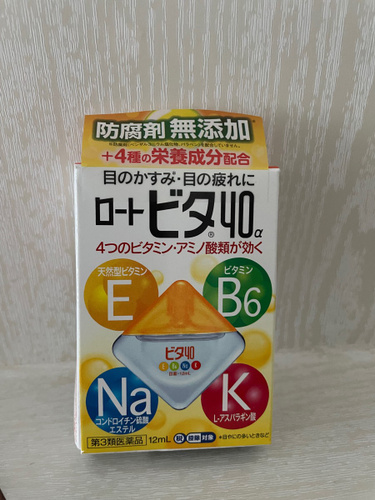 防腐剤 無添加
+4種の栄養成分配合
目のかすみ・目の疲れに
ロートビタ40α
®
4つのビタミン・アミノ酸類が効く
天然型ビタミン
E
ビタミン
B6
ビタ40
Na
コンドロイチン硫酸
エステル
K
L-アスパラギン酸
第3類医薬品 12mL